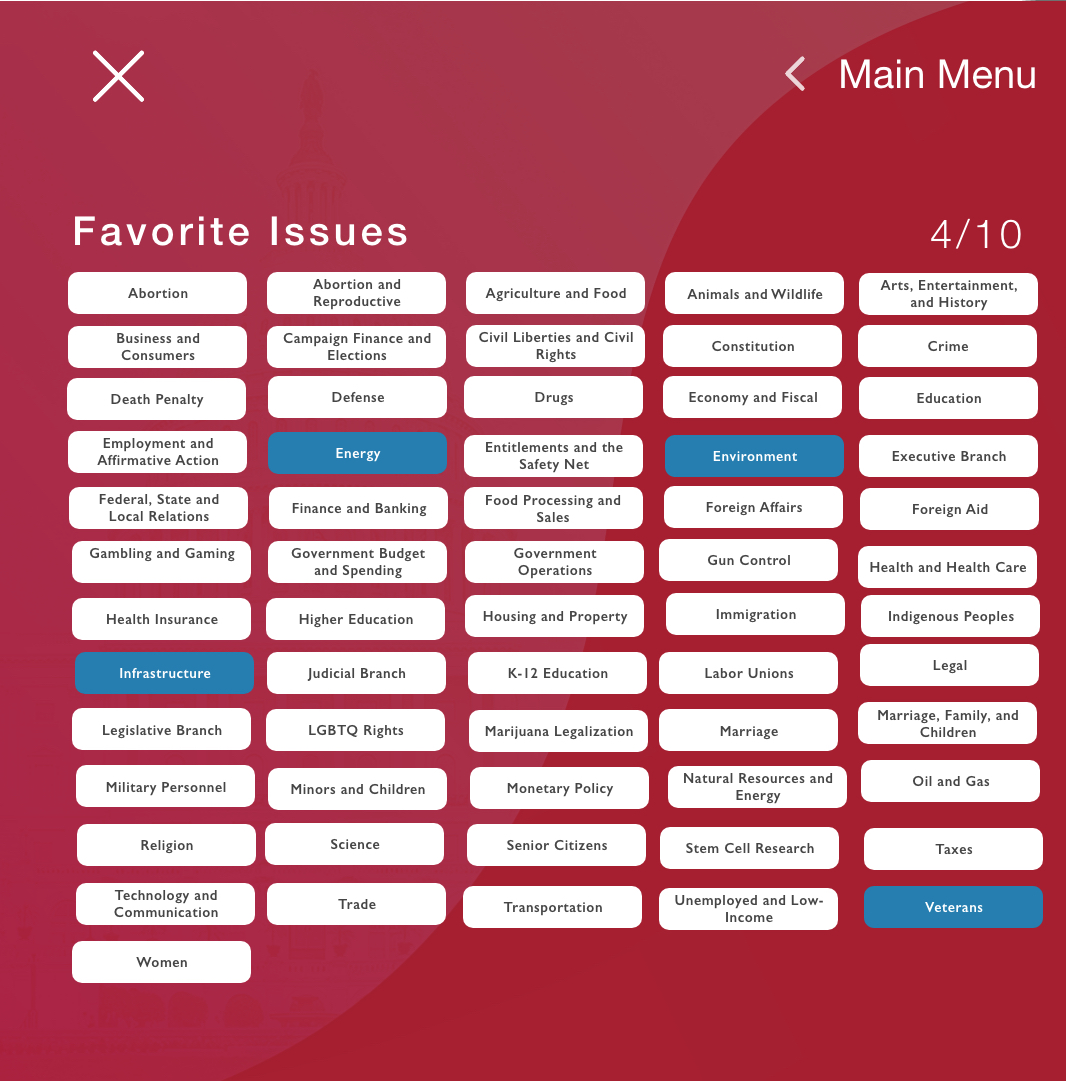 Main Menu
Favorite Issues
4/10
Abortion
Abortion and
Reproductive
Agriculture and Food
Animals and Wildlife
Arts, Entertainment,
and History
Business and
Consumers
Campaign Finance and
Elections
Civil Liberties and Civil
Rights
Constitution
Crime
Death Penalty
Defense
Drugs
Economy and Fiscal
Education
Employment and
Affirmative Action
Energy
Entitlements and the
Safety Net
Environment
Executive Branch
Federal, State and
Local Relations
Finance and Banking
Food Processing and
Sales
Foreign Affairs
Foreign Aid
Gambling and Gaming
Government Budget
and Spending
Government
Operations
Gun Control
Health and Health Care
Health Insurance
Higher Education
Housing and Property
Immigration
Indigenous Peoples
Infrastructure
Judicial Branch
K-12 Education
Labor Unions
Legal
Legislative Branch
LGBTQ Rights
Marijuana Legalization
Marriage
Marriage, Family, and
Children
Military Personnel
Minors and Children
Monetary Policy
Natural Resources and
Energy
Oil and Gas
Religion
Science
Senior Citizens
Stem Cell Research
Taxes
Technology and
Communication
Trade
Transportation
Unemployed and Low-
Income
Veterans
Women